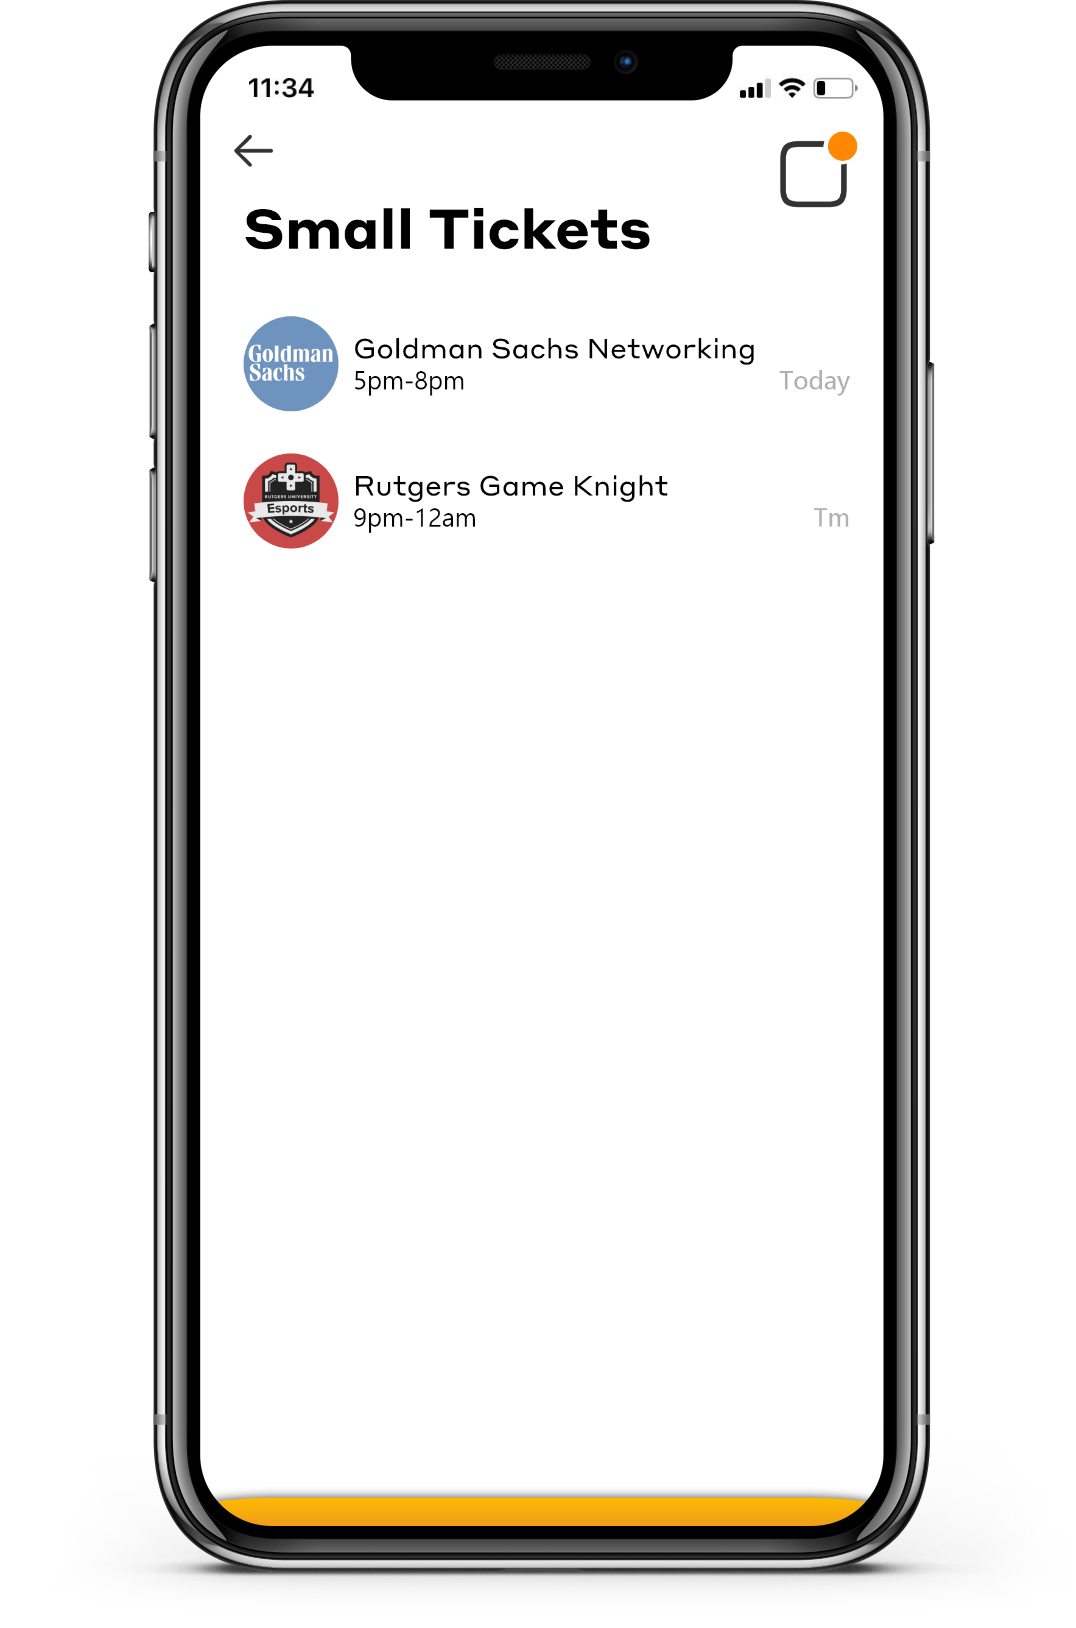 11:34
Small Tickets
Goldman
Sachs
Goldman Sachs Networking
5pm-8pm
Today
RUTGERS UNIVERSITY
Esports
Rutgers Game Knight
9pm-12am
Tm